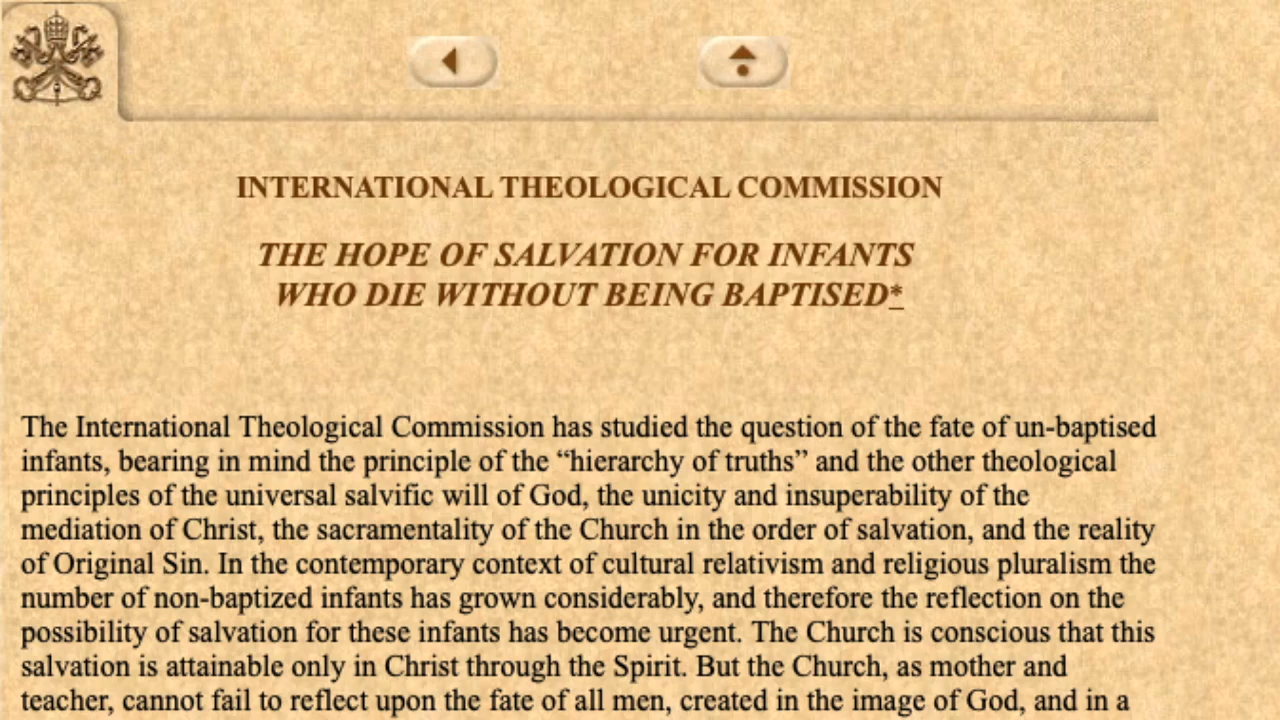 INTERNATIONAL THEOLOGICAL COMMISSION
THE HOPE OF SALVATION FOR INFANTS
WHO DIE WITHOUT BEING BAPTISED*
The International Theological Commission has studied the question of the fate of un-baptised
infants, bearing in mind the principle of the “hierarchy of truths” and the other theological
principles of the universal salvific will of God, the unicity and insuperability of the
mediation of Christ, the sacramentality of the Church in the order of salvation, and the reality
of Original Sin. In the contemporary context of cultural relativism and religious pluralism the
number of non-baptized infants has grown considerably, and therefore the reflection on the
possibility of salvation for these infants has become urgent. The Church is conscious that this
salvation is attainable only in Christ through the Spirit. But the Church, as mother and
teacher, cannot fail to reflect upon the fate of all men, created in the image of God, and in a